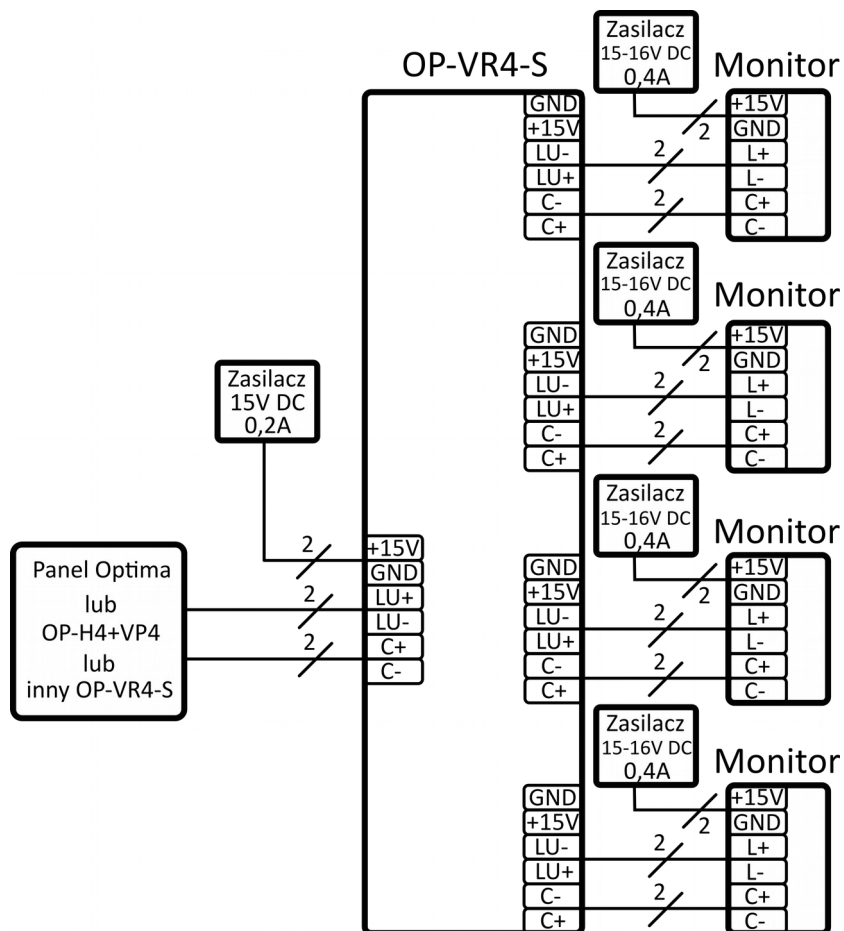 OP-VR4-S
Zasilacz
15-16V DC
0,4A
Monitor
GND
+15V
LU-
LU+
C-
C+
2
2
2
+15V
GND
L+
L-
C+
C-
Zasilacz
15-16V DC
0,4A
Monitor
GND
+15V
LU-
LU+
C-
C+
2
2
2
+15V
GND
L+
L-
C+
C-
Zasilacz
15V DC
0,2A
2
2
2
+15V
GND
LU+
LU-
C+
C-
Panel Optima
lub
OP-H4+VP4
lub
inny OP-VR4-S
Zasilacz
15-16V DC
0,4A
Monitor
GND
+15V
LU-
LU+
C-
C+
2
2
2
+15V
GND
L+
L-
C+
C-
Zasilacz
15-16V DC
0,4A
Monitor
GND
+15V
LU-
LU+
C-
C+
2
2
2
+15V
GND
L+
L-
C+
C-